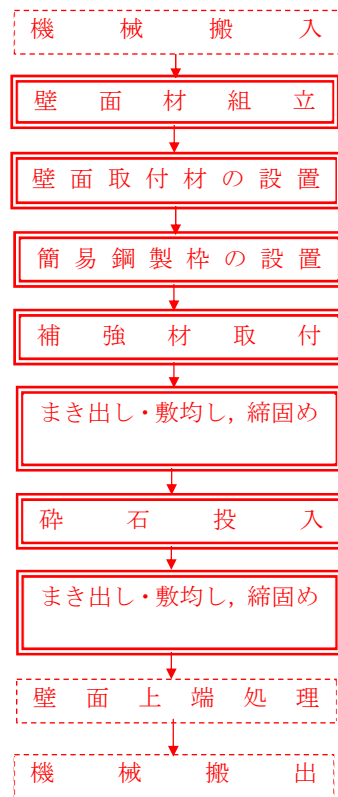 機械搬入
壁面材組立
壁面取付材の設置
簡易鋼製枠の設置
補強材取付
まき出し・敷均し, 締固め
砕石投入
まき出し・敷均し, 締固め
壁面上端処理
機械搬出